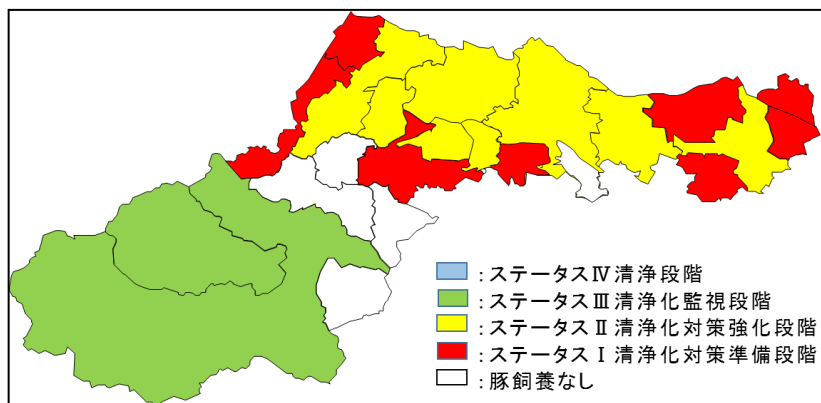 ：ステータスⅣ清浄段階
：ステータスⅢ清浄化監視段階
：ステータスⅡ清浄化対策強化段階
：ステータスⅠ清浄化対策準備段階
：豚飼養なし